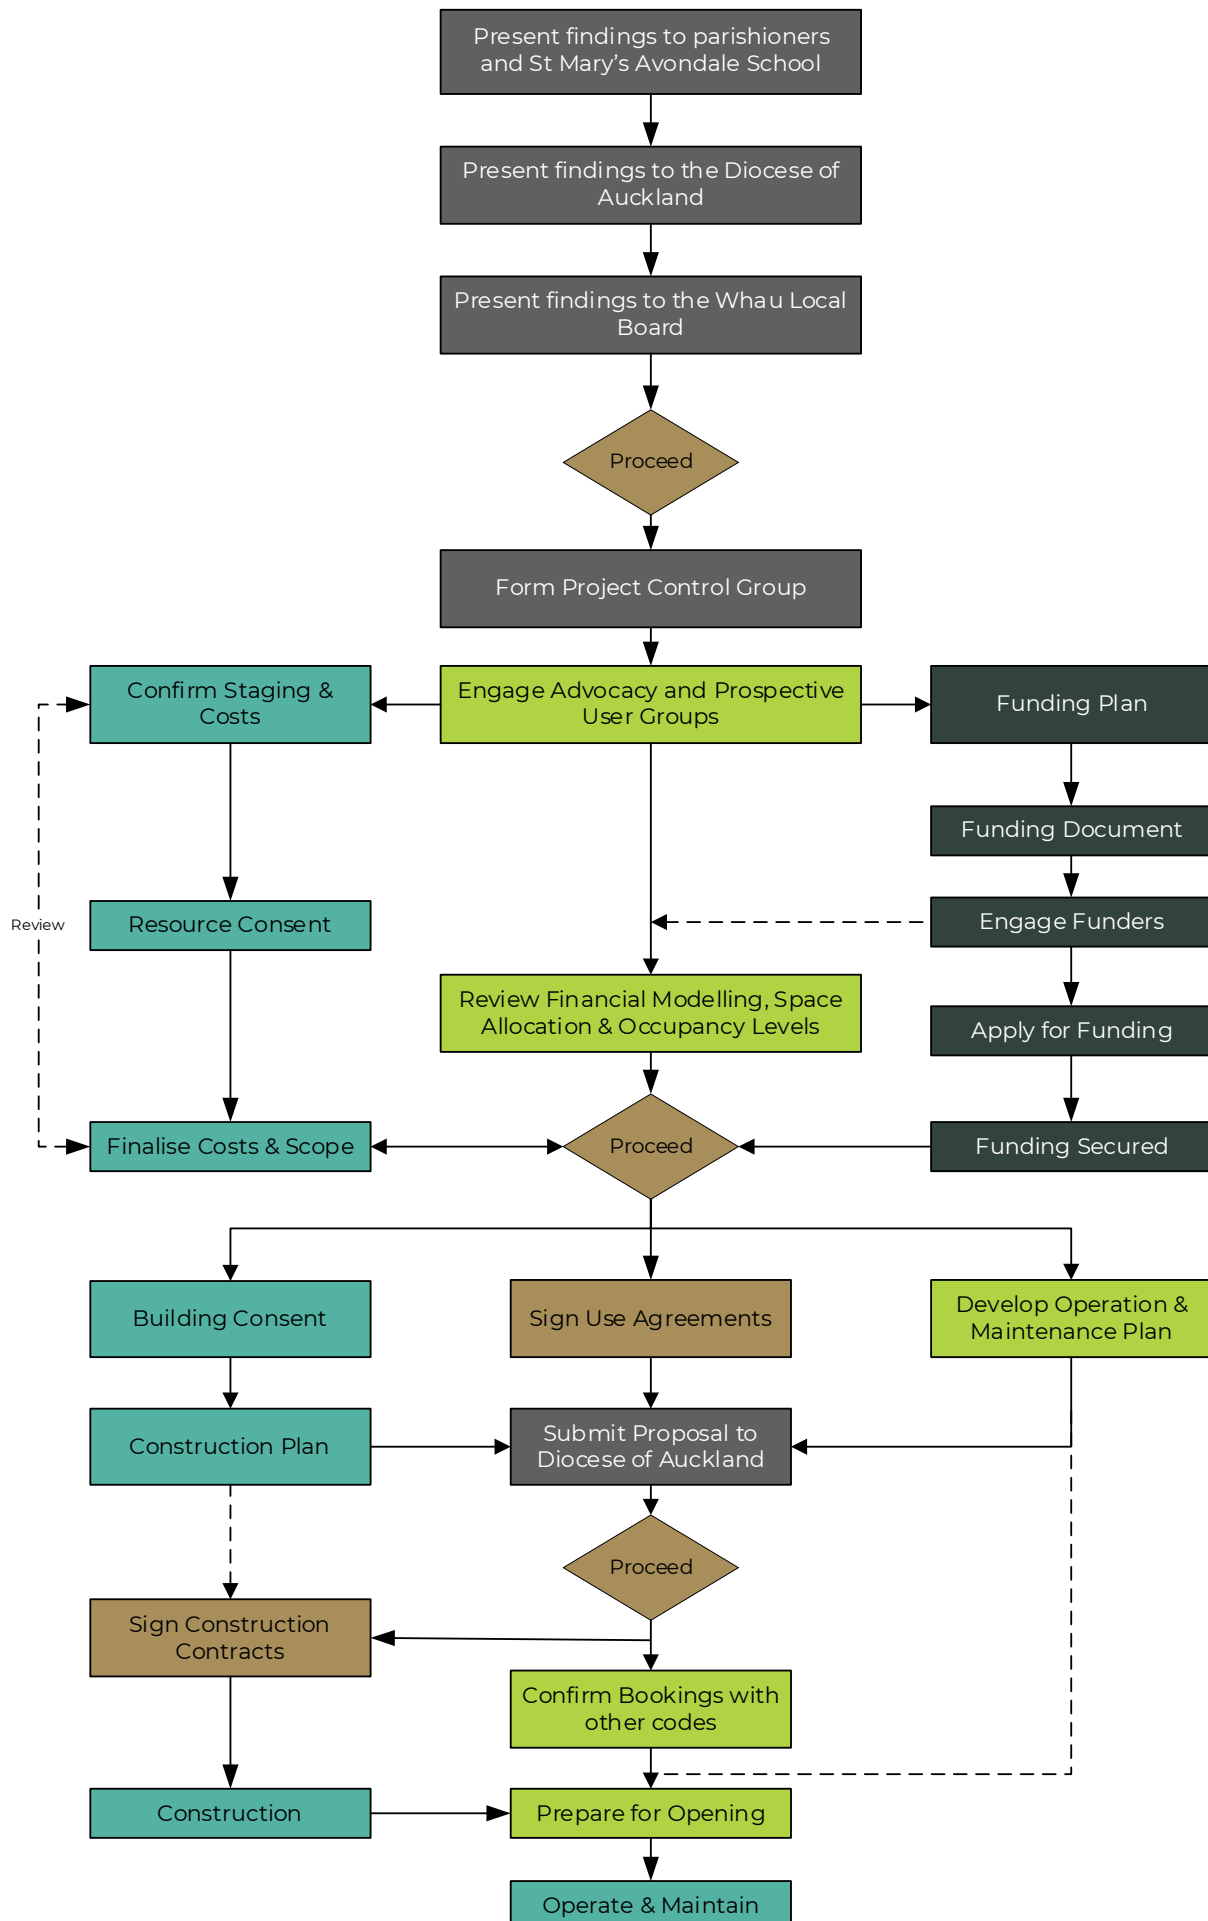 Present findings to parishioners
and St Mary’s Avondale School
Present findings to the Diocese of
Auckland
Present findings to the Whau Local
Board
Proceed
Form Project Control Group
Confirm Staging &
Costs
Engage Advocacy and Prospective
User Groups
Funding Plan
Funding Document
Review
Resource Consent
Engage Funders
Review Financial Modelling, Space
Allocation & Occupancy Levels
Apply for Funding
Finalise Costs & Scope
Proceed
Funding Secured
Building Consent
Sign Use Agreements
Develop Operation &
Maintenance Plan
Construction Plan
Submit Proposal to
Diocese of Auckland
Proceed
Sign Construction
Contracts
Confirm Bookings with
other codes
Construction
Prepare for Opening
Operate & Maintain